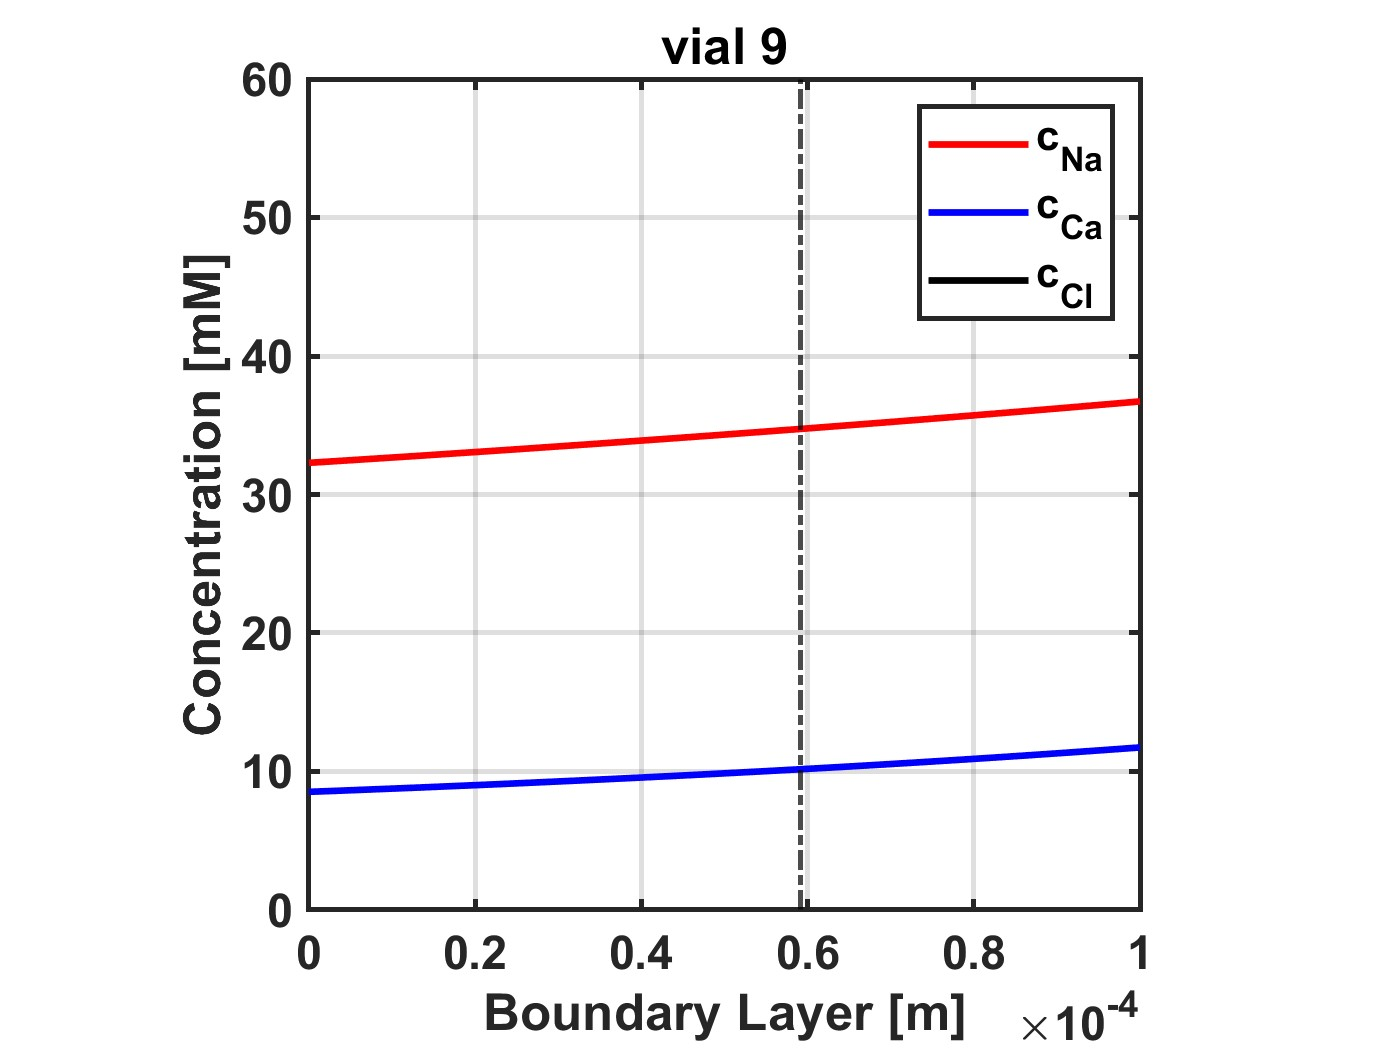 vial 9
60
50
40
30
20
10
0
Concentration [mM]
c_Na
c_Ca
c_Cl
0 0.2 0.4 0.6 0.8 1
Boundary Layer [m] ×10^-4